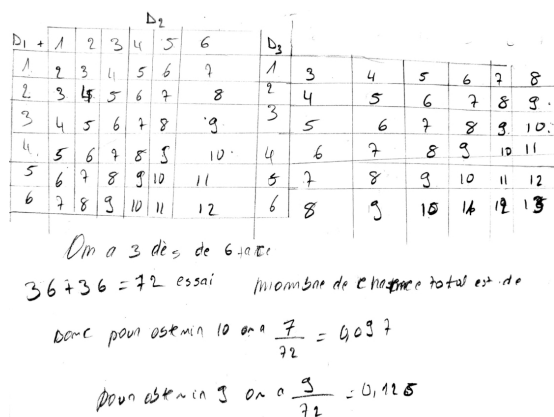 D2
D1 + 1 2 3 4 5 6 D3
1 2 3 4 5 6 7 1 3 4 5 6 7 8
2 3 4 5 6 7 8 2 4 5 6 7 8 9
3 4 5 6 7 8 9 3 5 6 7 8 9 10
4 5 6 7 8 9 10 4 6 7 8 9 10 11
5 6 7 8 9 10 11 5 7 8 9 10 11 12
6 7 8 9 10 11 12 6 8 9 10 11 12 13
On a 3 dès de 6 face
36+36 = 72 essai nombre de chance total est de
Donc pour obtenir 10 on a 7/72 = 0,097
pour obtenir 9 on a 9/72 = 0,125